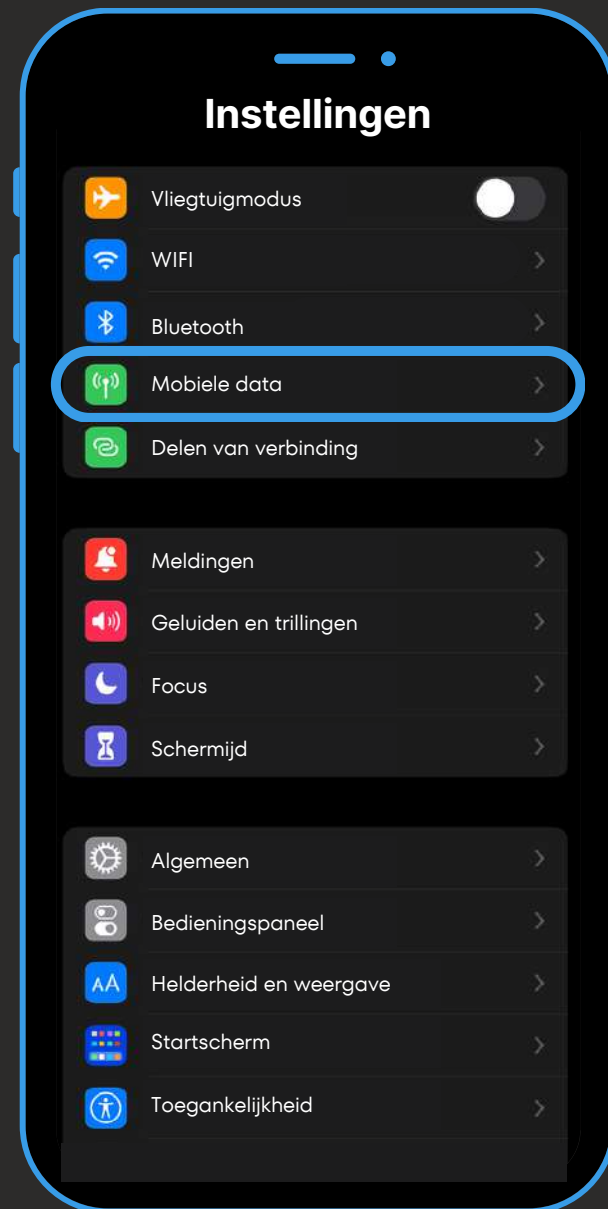 Instellingen
Vliegtuigmodus
WIFI
Bluetooth
Mobiele data
Delen van verbinding
Meldingen
Geluiden en trillingen
Focus
Schermijd
Algemeen
Bedieningspaneel
AA Helderheid en weergave
Startscherm
Toegankelijkheid